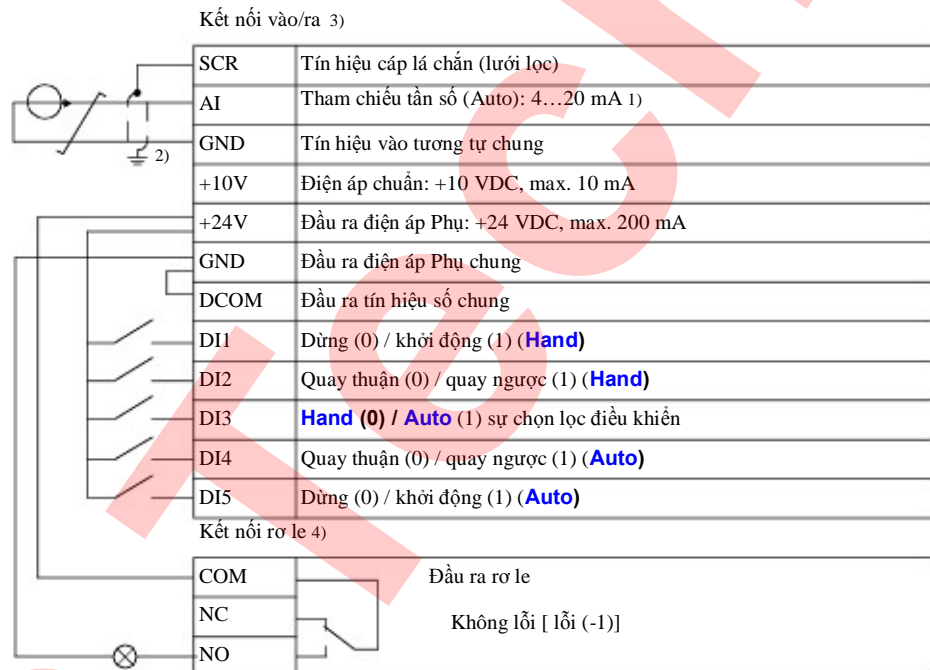 Kết nối vào/ra 3)
SCR Tín hiệu cáp lá chắn (lưới lọc)
AI Tham chiếu tần số (Auto): 4…20 mA 1)
GND Tín hiệu vào tương tự chung
2)
+10V Điện áp chuẩn: +10 VDC, max. 10 mA
+24V Đầu ra điện áp Phụ: +24 VDC, max. 200 mA
GND Đầu ra điện áp Phụ chung
DCOM Đầu ra tín hiệu số chung
DI1 Dừng (0) / khởi động (1) (Hand)
DI2 Quay thuận (0) / quay ngược (1) (Hand)
DI3 Hand (0) / Auto (1) sự chọn lọc điều khiển
DI4 Quay thuận (0) / quay ngược (1) (Auto)
DI5 Dừng (0) / khởi động (1) (Auto)
Kết nối rơ le 4)
COM Đầu ra rơ le
NC Không lỗi [ lỗi (-1)]
NO